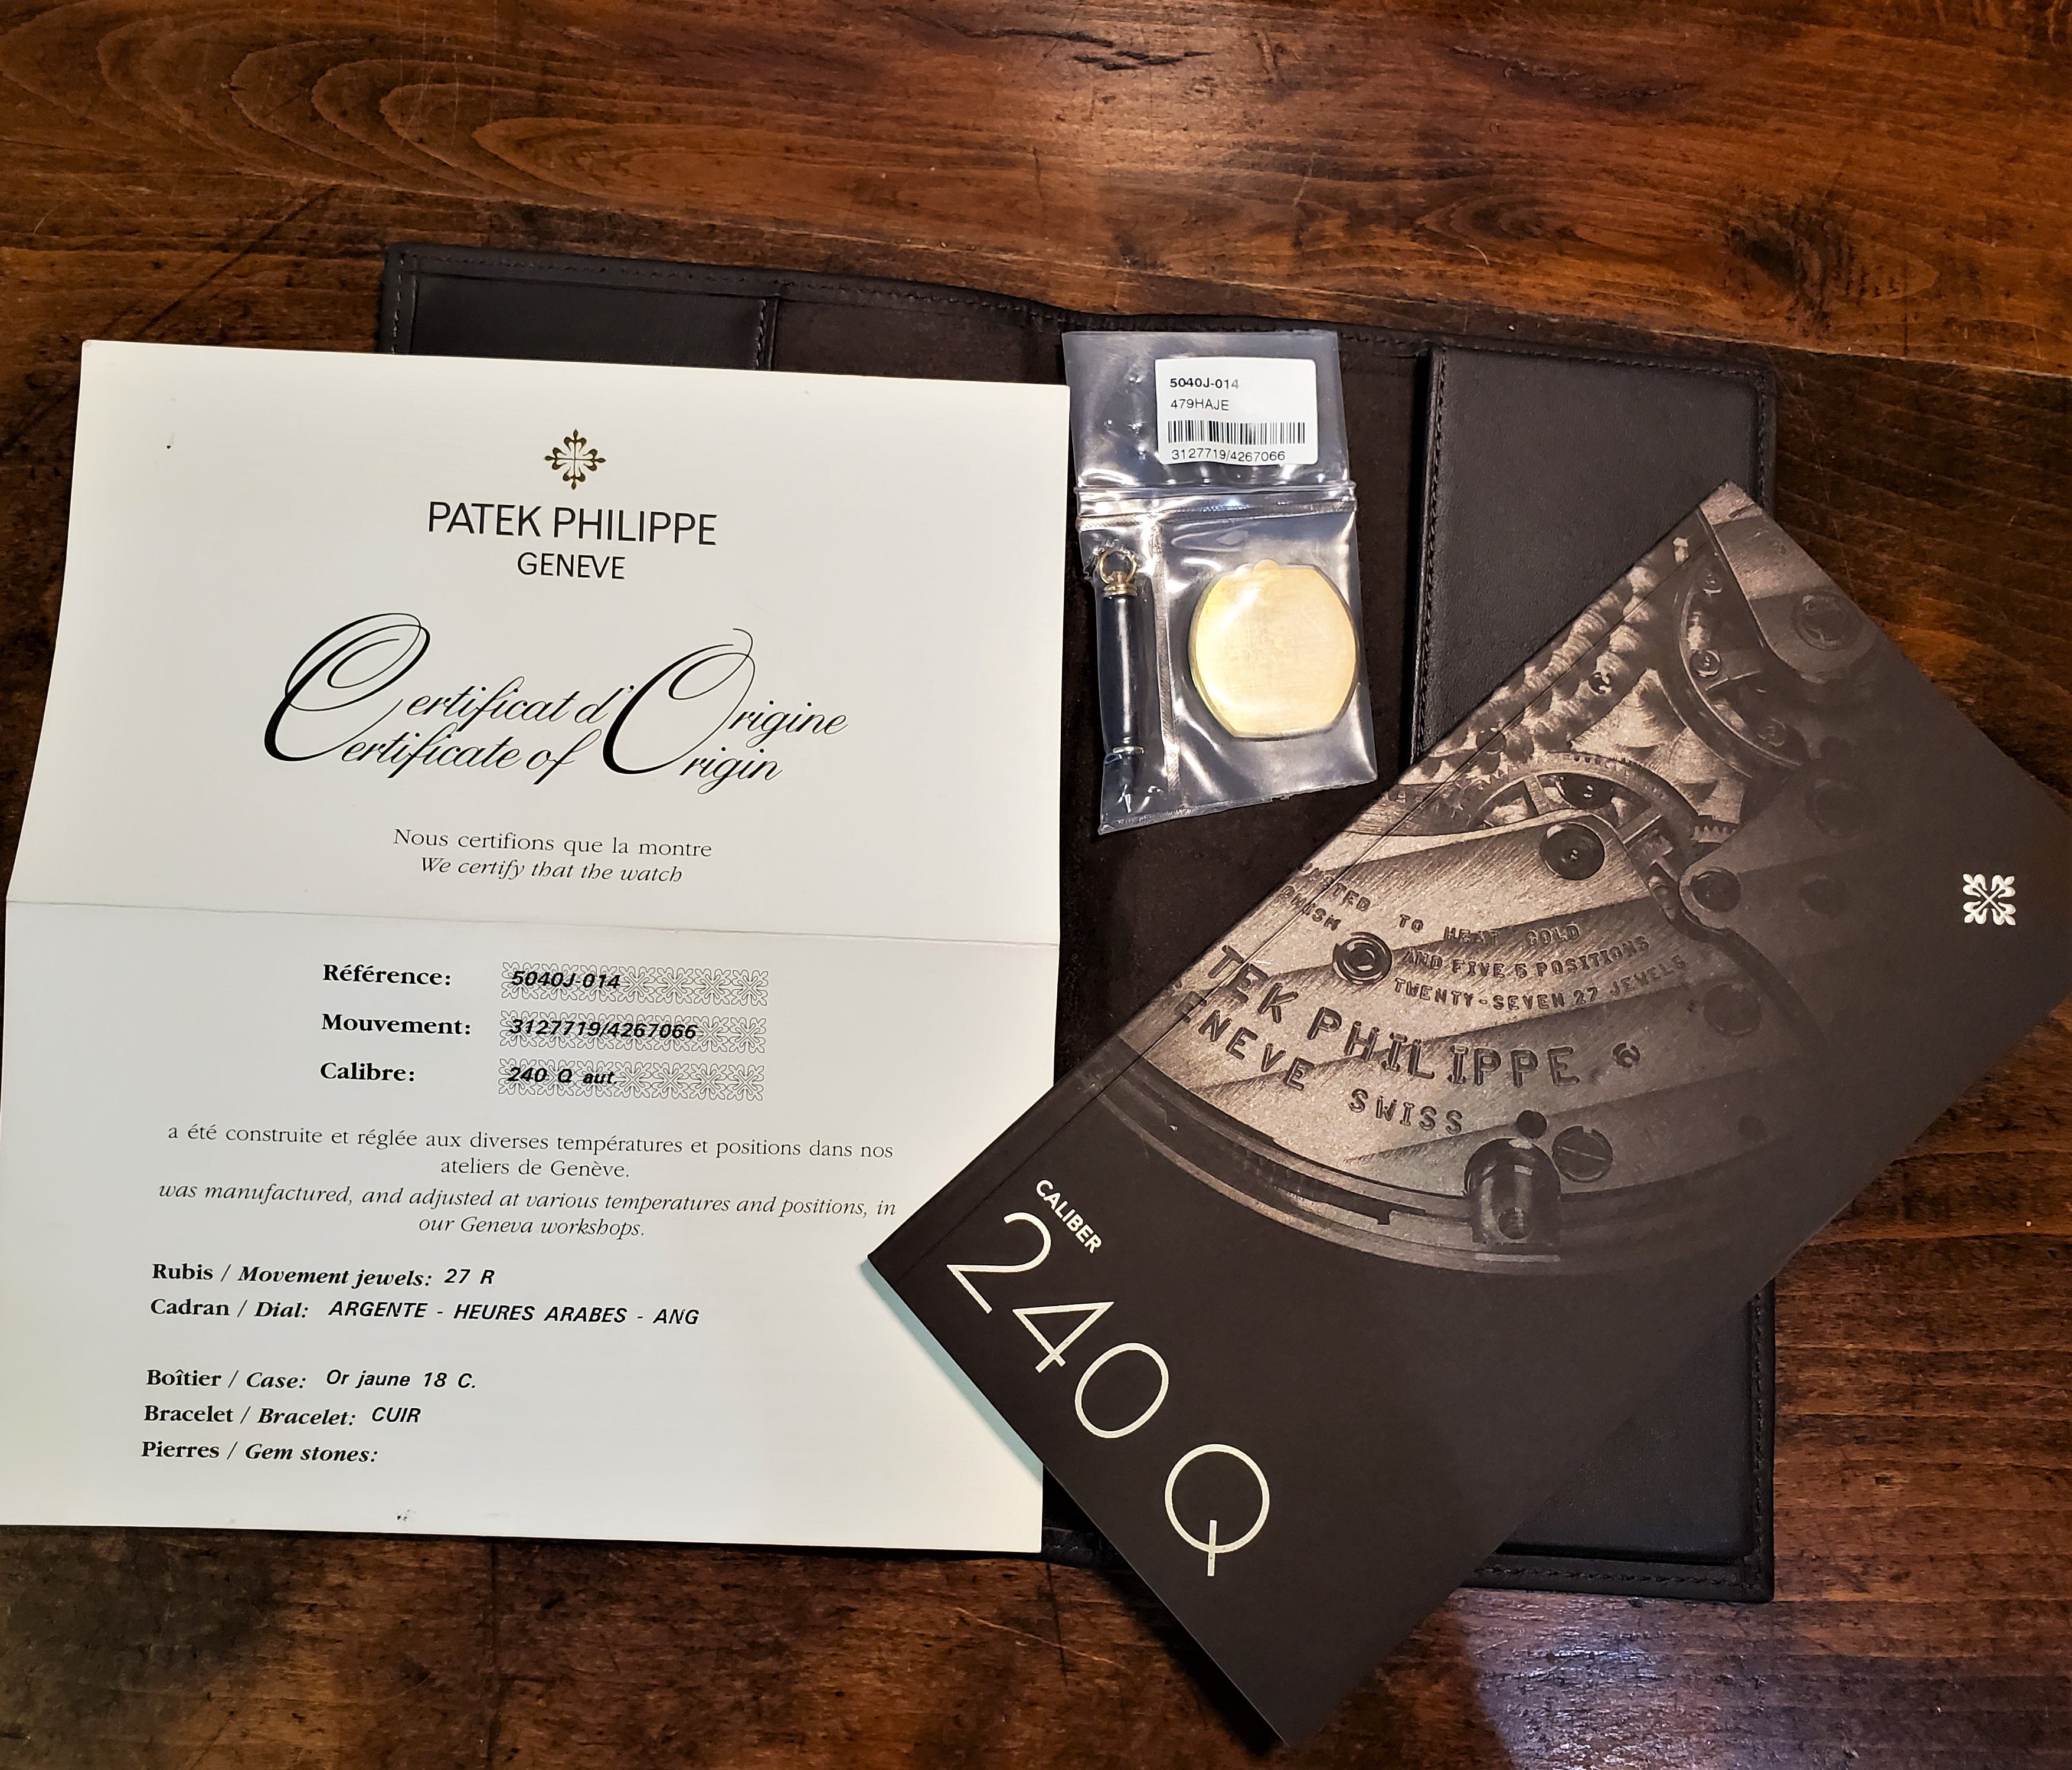 PATEK PHILIPPE
GENEVE
Certificat d'Origine
Certificate of Origin
Nous certifions que la montre
We certify that the watch
Référence: 5040J-014
Mouvement: 3127719/4267066
Calibre: 240 Q aut.
a été construite et réglée aux diverses températures et positions dans nos
ateliers de Genève.
was manufactured, and adjusted at various temperatures and positions, in
our Geneva workshops.
Rubis / Movement jewels: 27 R
Cadran / Dial: ARGENTE - HEURES ARABES - ANG
Boîtier / Case: Or jaune 18 C.
Bracelet / Bracelet: CUIR
Pierres / Gem stones:
5040J-014
479HAJE
3127719/4267066
TO HEAT COLD
AND FIVE 5 POSITIONS
TWENTY-SEVEN 27 JEWELS
TEK PHILIPPE
ENEVE SWISS
CALIBER
240 Q